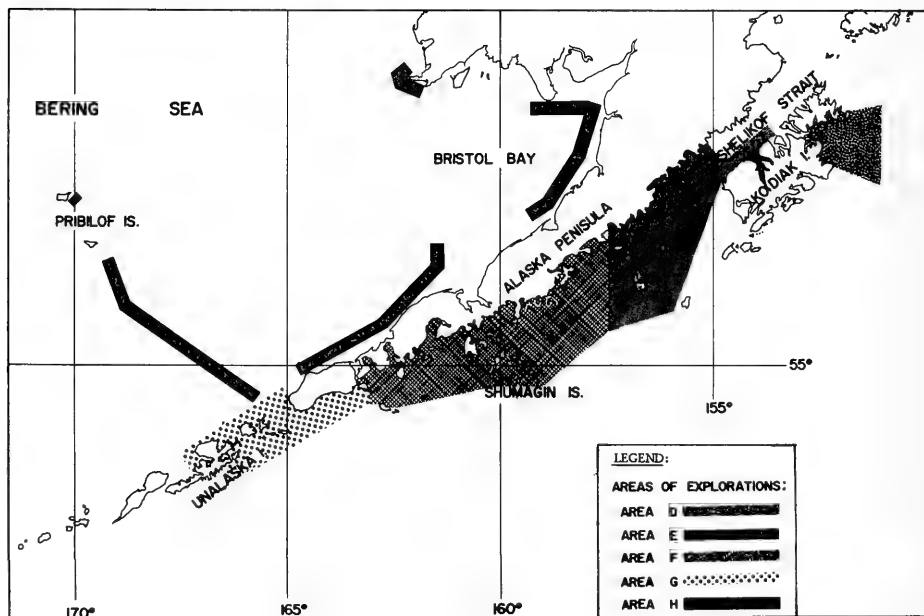 BERING SEA
BRISTOL BAY
PRIBILOF IS.
SHELIKOF STRAIT
KODIAK I.
ALASKA PENISULA
55°
SHUMAGIN IS.
155°
UNALASKA I.
LEGEND:
AREAS OF EXPLORATIONS:
AREA D
AREA E
AREA F
AREA G
AREA H
170°
165°
160°